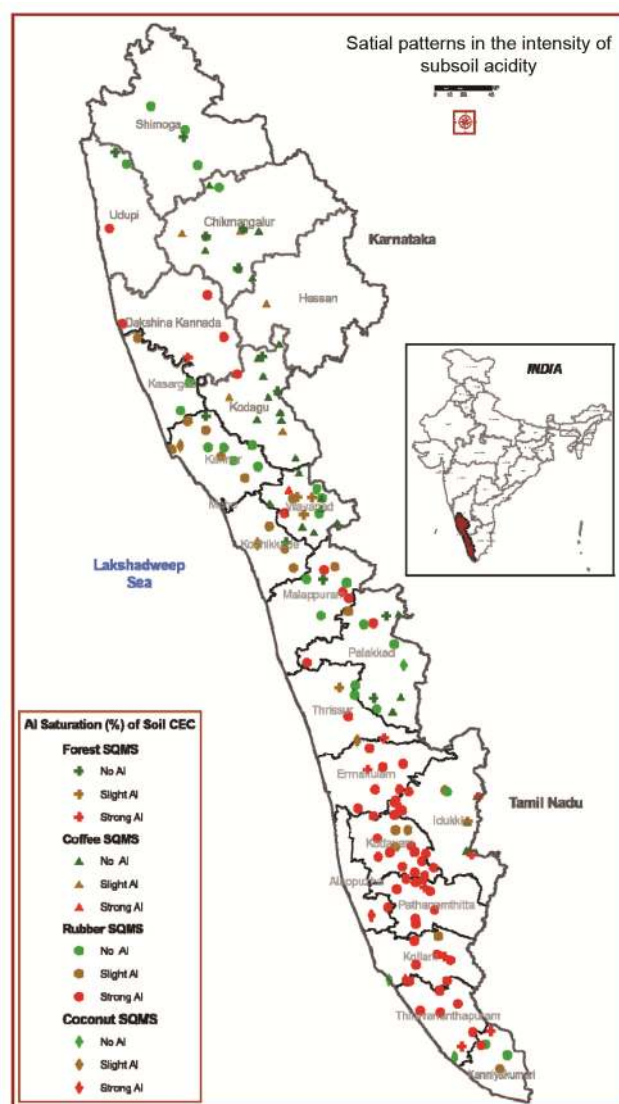 Satial patterns in the intensity of
subsoil acidity
Shimoga
Udupi
Chikmangalur
Karnataka
Hassan
Dakshina Kannada
Kasargod
Kodagu
INDIA
Kannur
Wayanad
Kozhikkode
Lakshadweep
Sea
Malappuram
Palakkad
Thrissur
Al Saturation (%) of Soil CEC
Forest SQMS
No Al
Slight Al
Strong Al
Ernakulam
Idukki
Tamil Nadu
Coffee SQMS
No Al
Slight Al
Strong Al
Kottayam
Pathanamthitta
Rubber SQMS
No Al
Slight Al
Strong Al
Kollam
Coconut SQMS
No Al
Slight Al
Strong Al
Thiruvananthapuram
Kanniyakumari